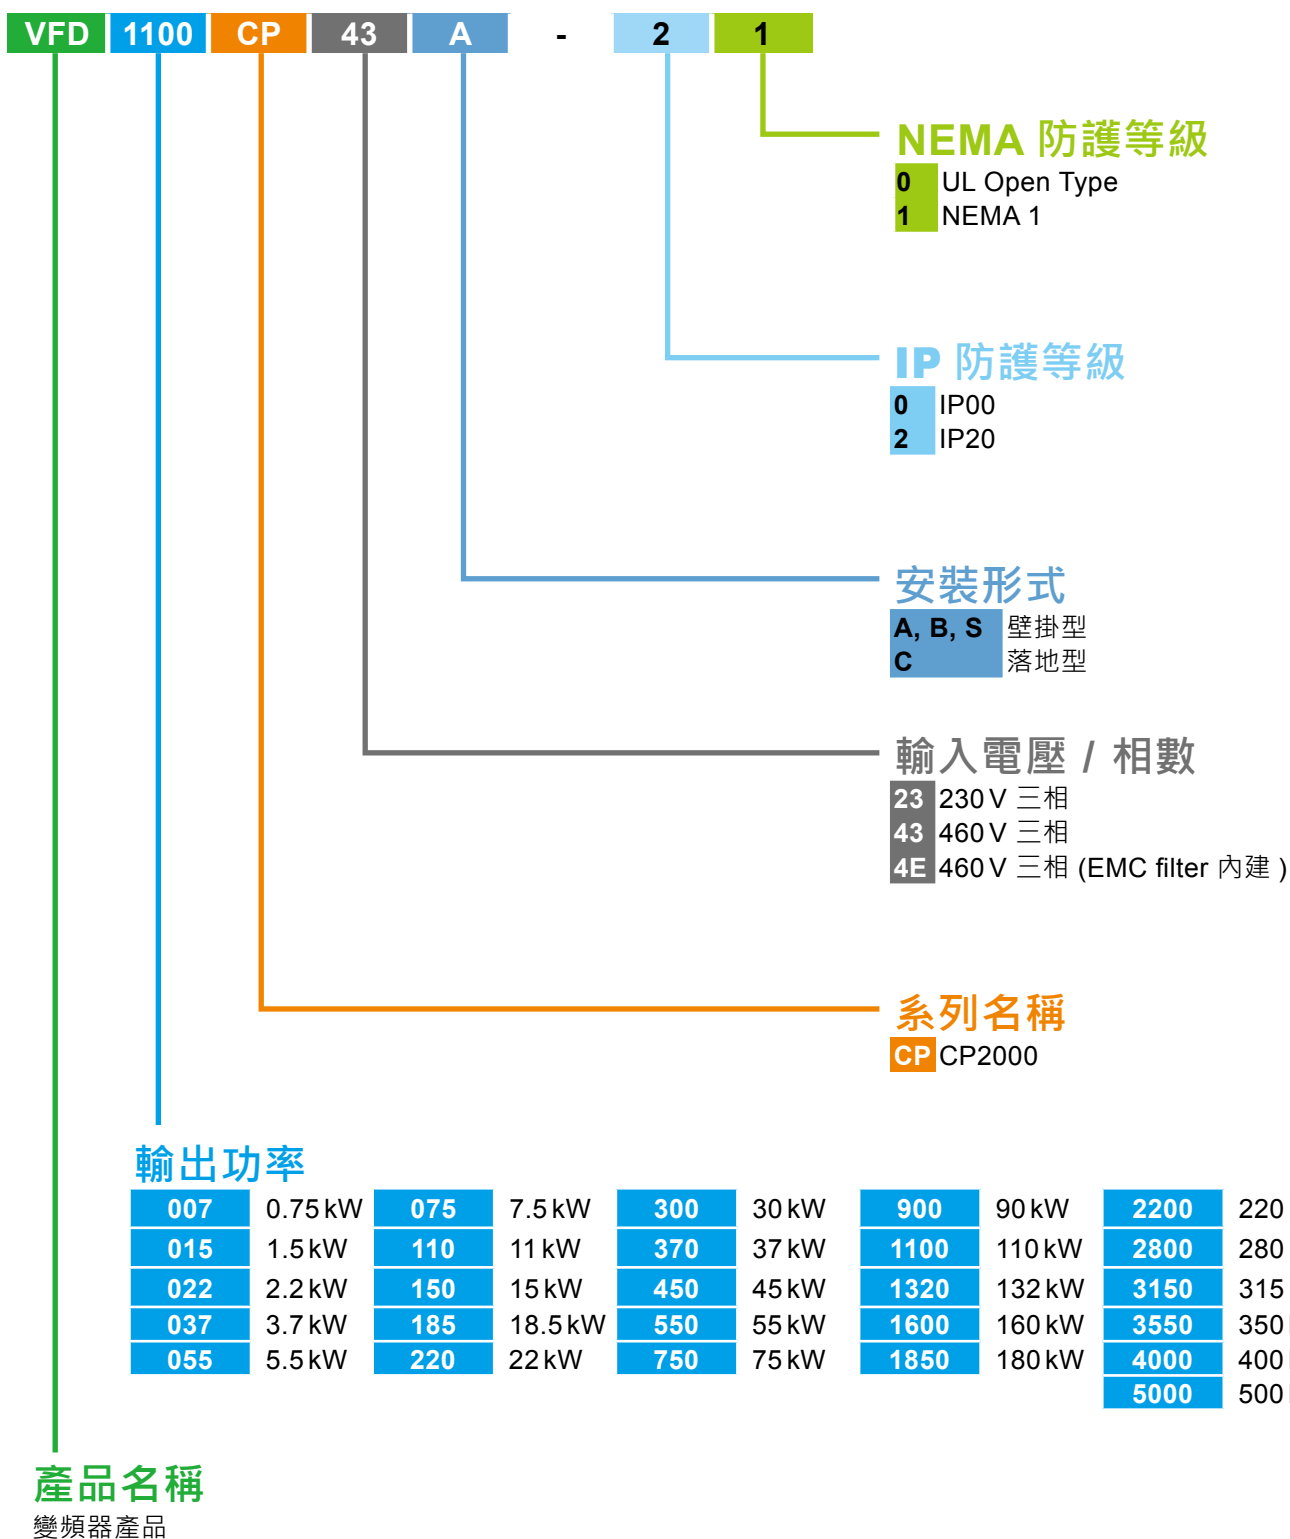 VFD 1100 CP 43 A - 2 1
NEMA 防護等級
0 UL Open Type
1 NEMA 1
IP 防護等級
0 IP00
2 IP20
安裝形式
A, B, S 壁掛型
C 落地型
輸入電壓 / 相數
23 230V 三相
43 460V 三相
4E 460V 三相 (EMC filter 內建 )
系列名稱
CP CP2000
輸出功率
007 0.75kW 075 7.5kW 300 30kW 900 90kW 2200 220
015 1.5kW 110 11kW 370 37kW 1100 110kW 2800 280
022 2.2kW 150 15kW 450 45kW 1320 132kW 3150 315
037 3.7kW 185 18.5kW 550 55kW 1600 160kW 3550 350
055 5.5kW 220 22kW 750 75kW 1850 180kW 4000 400
5000 500
產品名稱
變頻器產品